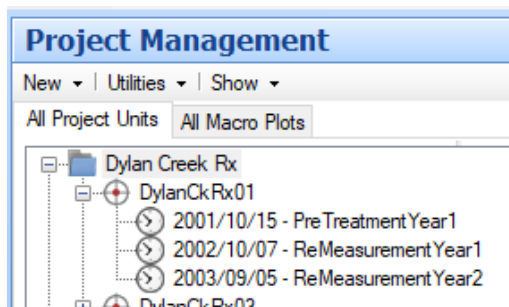 Project Management
New Utilities Show
All Project Units All Macro Plots
Dylan Creek Rx
DylanCkRx01
2001/10/15 - PreTreatmentYear1
2002/10/07 - ReMeasurementYear1
2003/09/05 - ReMeasurementYear2